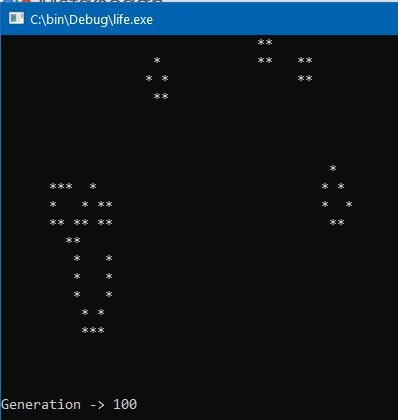 C:\bin\Debug\life.exe
                                **
                   *            **   **
                  * *                **
                   **
                                         *
      ***  *                            * *
      *   * **                          *  *
      ** ** **                           **
        **
         *   *
         *   *
         *   *
          * *
          ***
Generation -> 100